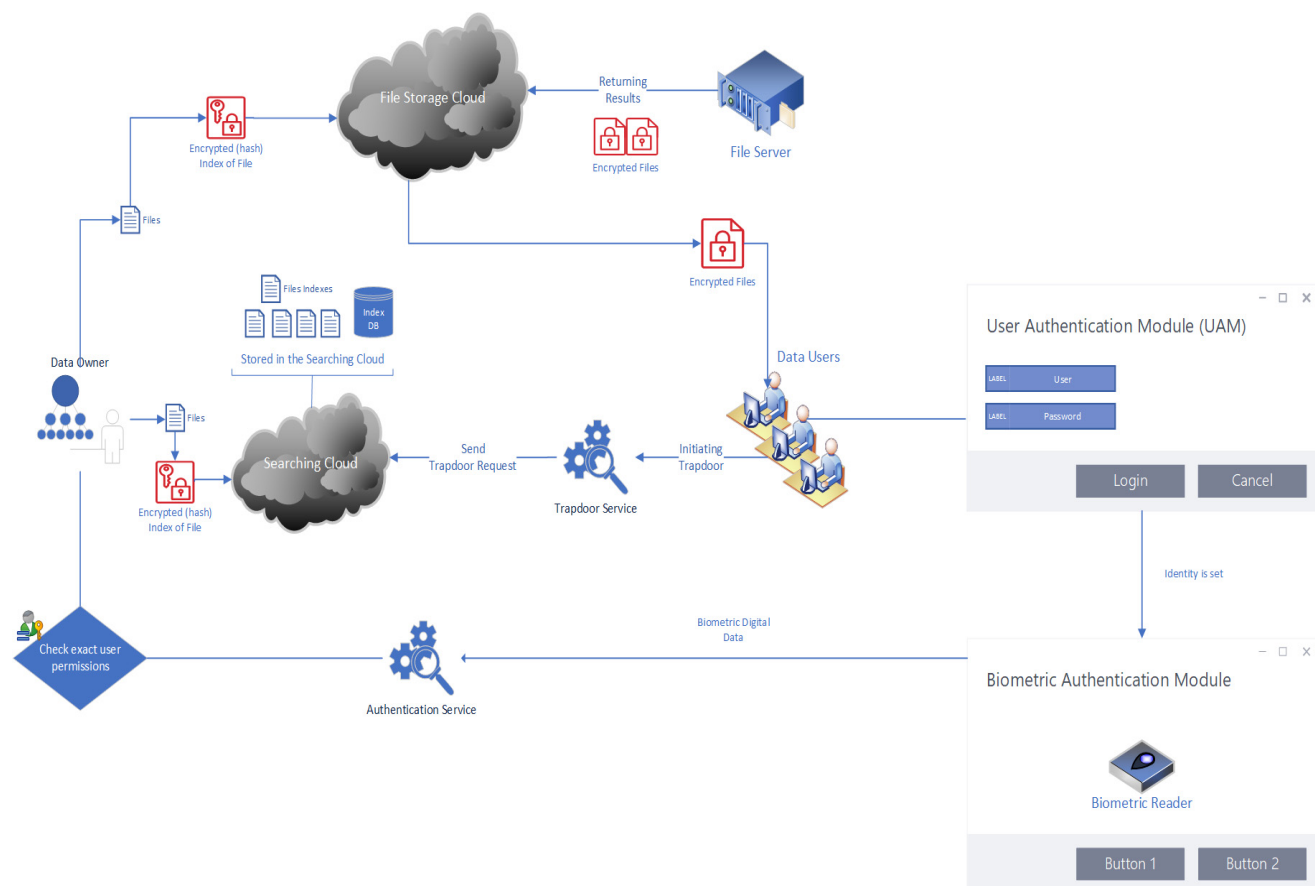 File Storage Cloud
Returning
Results
Encrypted Files
File Server
Encrypted (hash)
Index of File
Files
Encrypted Files
Files Indexes
Index
DB
Stored in the Searching Cloud
Data Owner
Files
Encrypted (hash)
Index of File
Searching Cloud
Send
Trapdoor Request
Trapdoor Service
Initiating
Trapdoor
Data Users
User Authentication Module (UAM)
LABEL User
LABEL Password
Login Cancel
Identity is set
Check exact user
permissions
Authentication Service
Biometric Digital
Data
Biometric Authentication Module
Biometric Reader
Button 1 Button 2